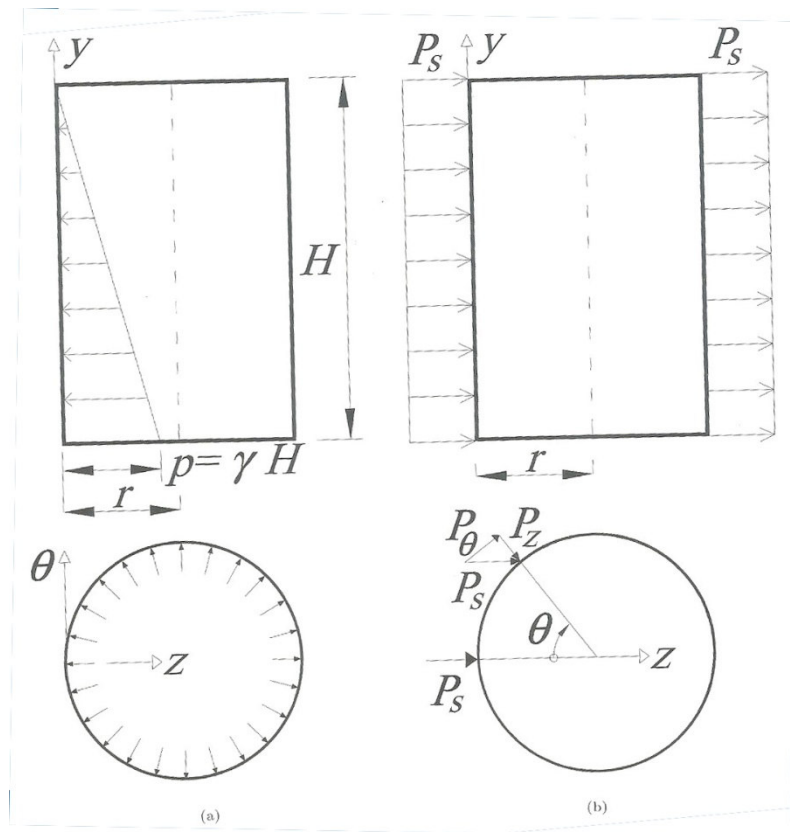 y
H
p = γ H
r
θ
z
(a)
P_s y P_s
r
P_θ P_z
P_s
θ
z
P_s
(b)